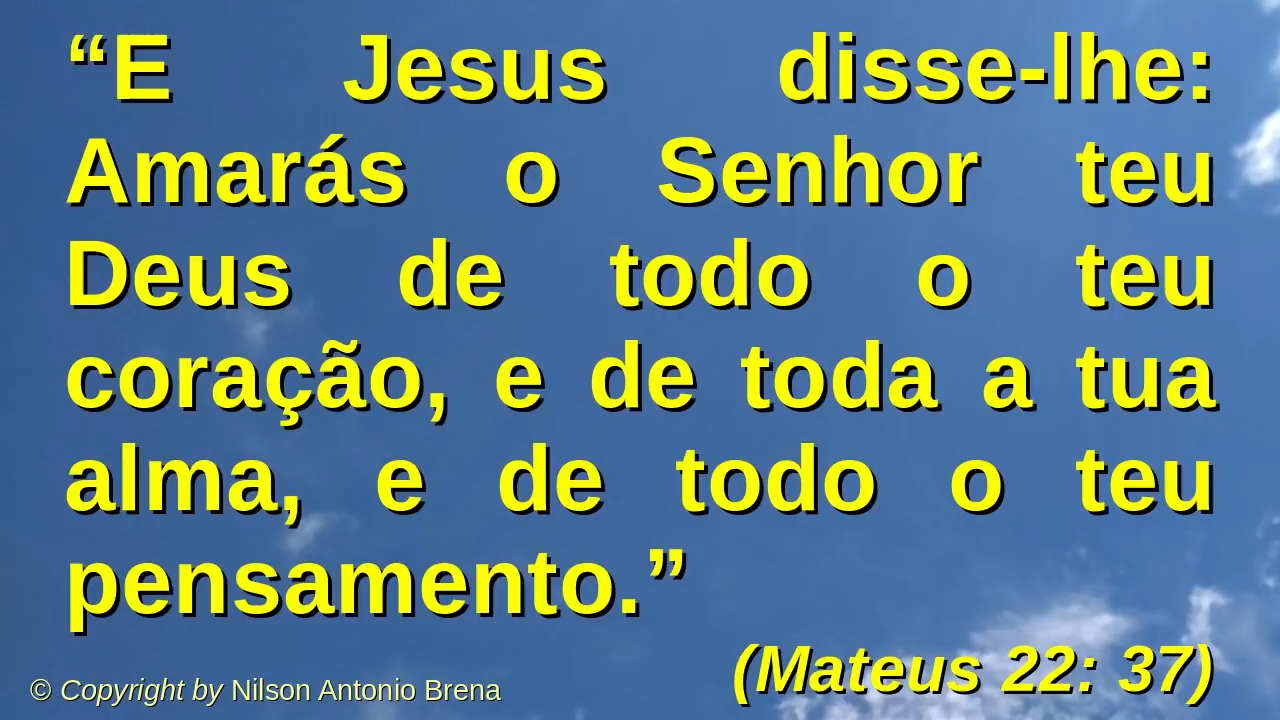 “E Jesus disse-lhe:
Amarás o Senhor teu
Deus de todo o teu
coração, e de toda a tua
alma, e de todo o teu
pensamento.”
(Mateus 22: 37)
© Copyright by Nilson Antonio Brena